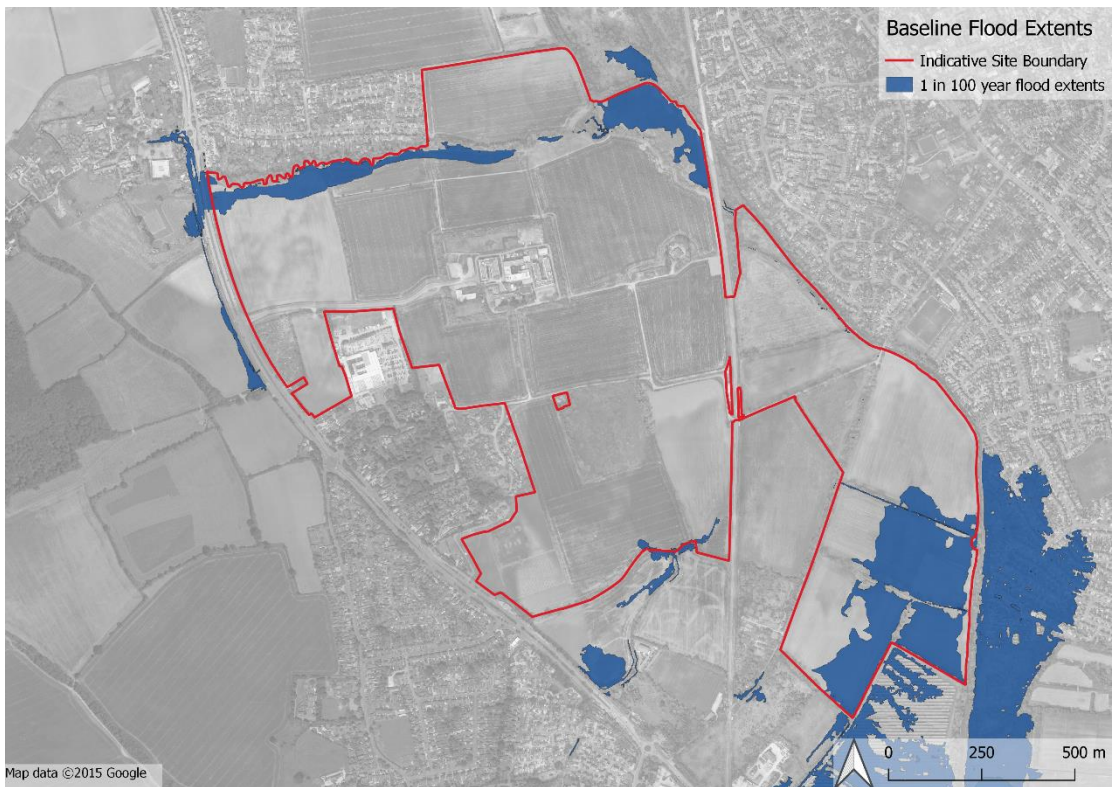 Baseline Flood Extents
Indicative Site Boundary
1 in 100 year flood extents
0 250 500 m
Map data ©2015 Google